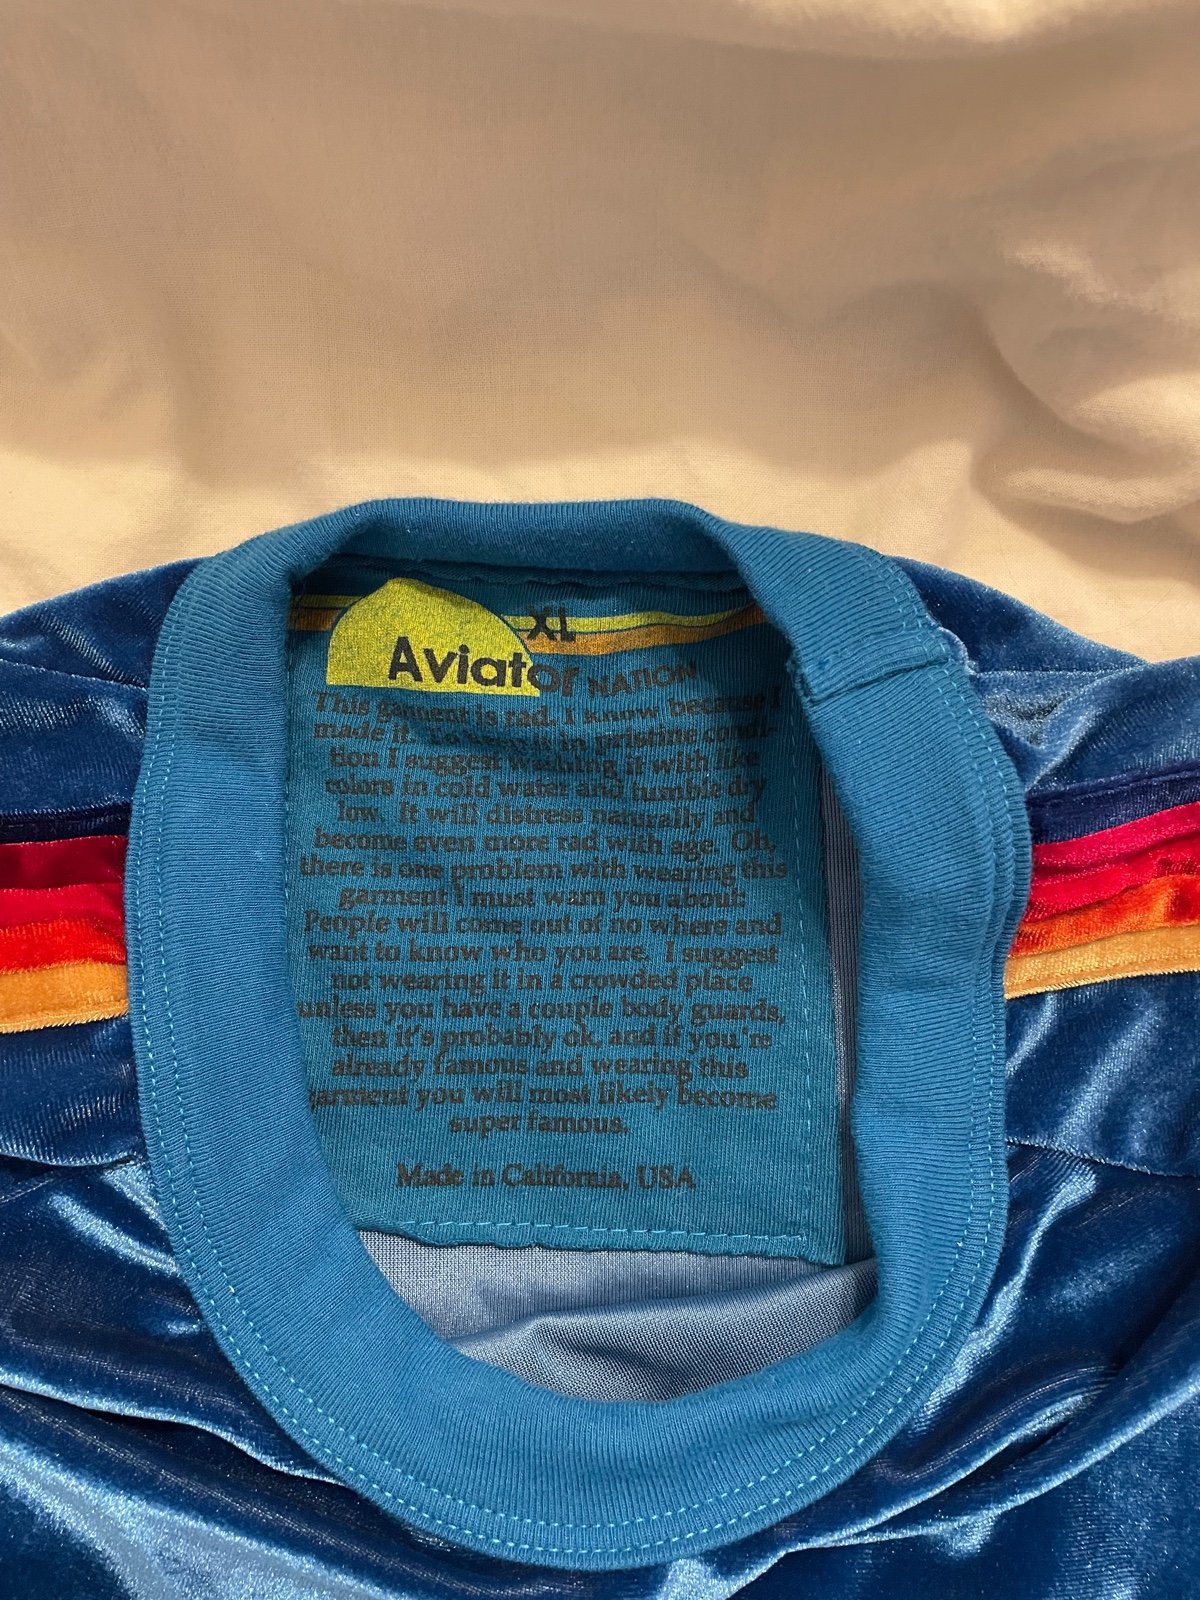 XL
Aviator NATION
This garment is rad. I know because I
made it. To keep it in pristine condi-
tion I suggest washing it with like
colors in cold water and tumble dry
low. It will distress naturally and
become even more rad with age. Oh,
there is one problem with wearing this
garment I must warn you about:
People will come out of no where and
want to know who you are. I suggest
not wearing it in a crowded place
unless you have a couple body guards,
then it's probably ok, and if you're
already famous and wearing this
garment you will most likely become
super famous.
Made in California, USA